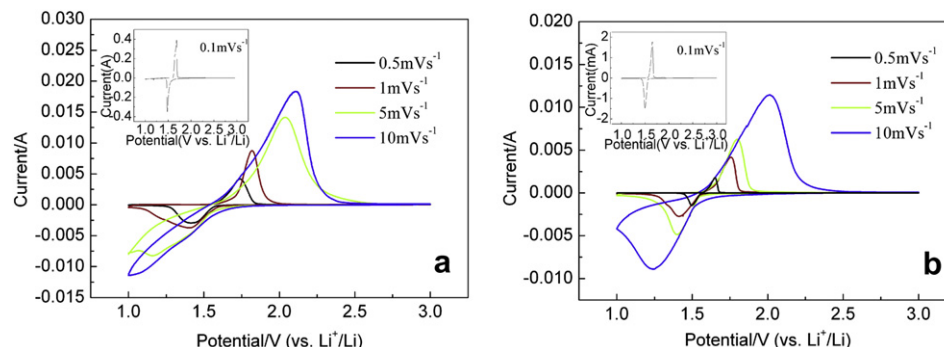 0.030
0.025
0.020
0.015
0.010
0.005
0.000
-0.005
-0.010
-0.015
Current/A
1.0 1.5 2.0 2.5 3.0
Potential/V (vs. Li⁺/Li)
0.5mVs⁻¹
1mVs⁻¹
5mVs⁻¹
10mVs⁻¹
Current(A)
0.4
0.2
0.0
0.2
0.4
0.1mVs⁻¹
1.0 1.5 2.0 2.5 3.0
Potential(V vs. Li⁺/Li)
a
0.020
0.015
0.010
0.005
0.000
-0.005
-0.010
Current/A
1.0 1.5 2.0 2.5 3.0
Potential/V (vs. Li⁺/Li)
0.5mVs⁻¹
1mVs⁻¹
5mVs⁻¹
10mVs⁻¹
Current(mA)
2
1
0
-1
-2
0.1mVs⁻¹
1.0 1.5 2.0 2.5 3.0
Potential(V vs. Li⁺/Li)
b